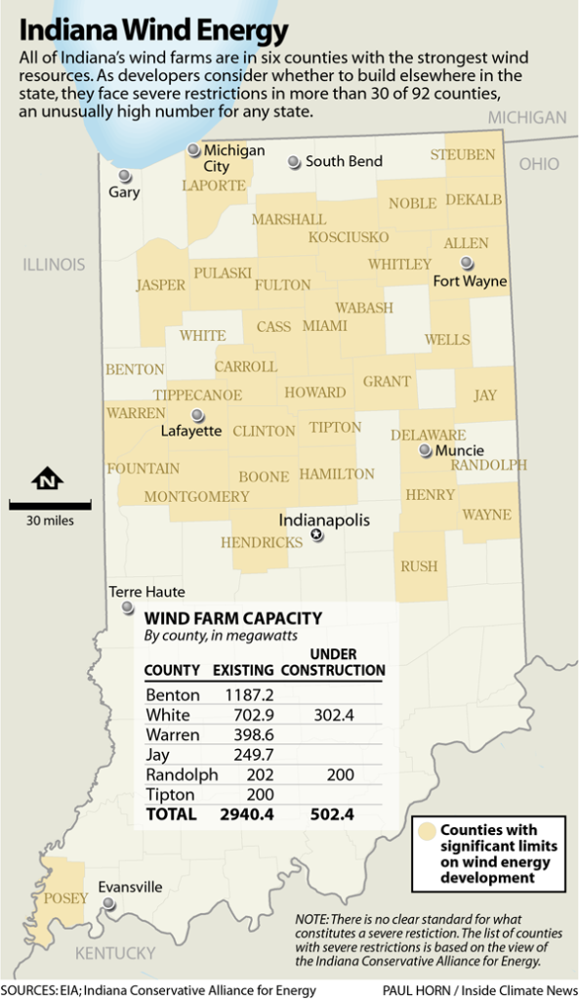 Indiana Wind Energy
All of Indiana's wind farms are in six counties with the strongest wind
resources. As developers consider whether to build elsewhere in the
state, they face severe restrictions in more than 30 of 92 counties,
an unusually high number for any state.
MICHIGAN
Michigan
City
South Bend
STEUBEN
OHIO
Gary
LAPORTE
NOBLE
DEKALB
MARSHALL
KOSCIUSKO
ALLEN
ILLINOIS
WHITLEY
PULASKI
JASPER
FULTON
Fort Wayne
WABASH
CASS
MIAMI
WHITE
WELLS
BENTON
CARROLL
GRANT
TIPPECANOE
HOWARD
JAY
WARREN
Lafayette
CLINTON
TIPTON
DELAWARE
Muncie
RANDOLPH
FOUNTAIN
BOONE
HAMILTON
N
MONTGOMERY
HENRY
30 miles
WAYNE
Indianapolis
HENDRICKS
RUSH
Terre Haute
WIND FARM CAPACITY
By county, in megawatts
UNDER
COUNTY EXISTING CONSTRUCTION
Benton 1187.2
White 702.9 302.4
Warren 398.6
Jay 249.7
Randolph 202 200
Tipton 200
TOTAL 2940.4 502.4
Counties with
significant limits
on wind energy
development
POSEY
Evansville
KENTUCKY
NOTE: There is no clear standard for what
constitutes a severe restiction. The list of counties
with severe restrictions is based on the view of
the Indiana Conservative Alliance for Energy.
SOURCES: EIA; Indiana Conservative Alliance for Energy
PAUL HORN / Inside Climate News